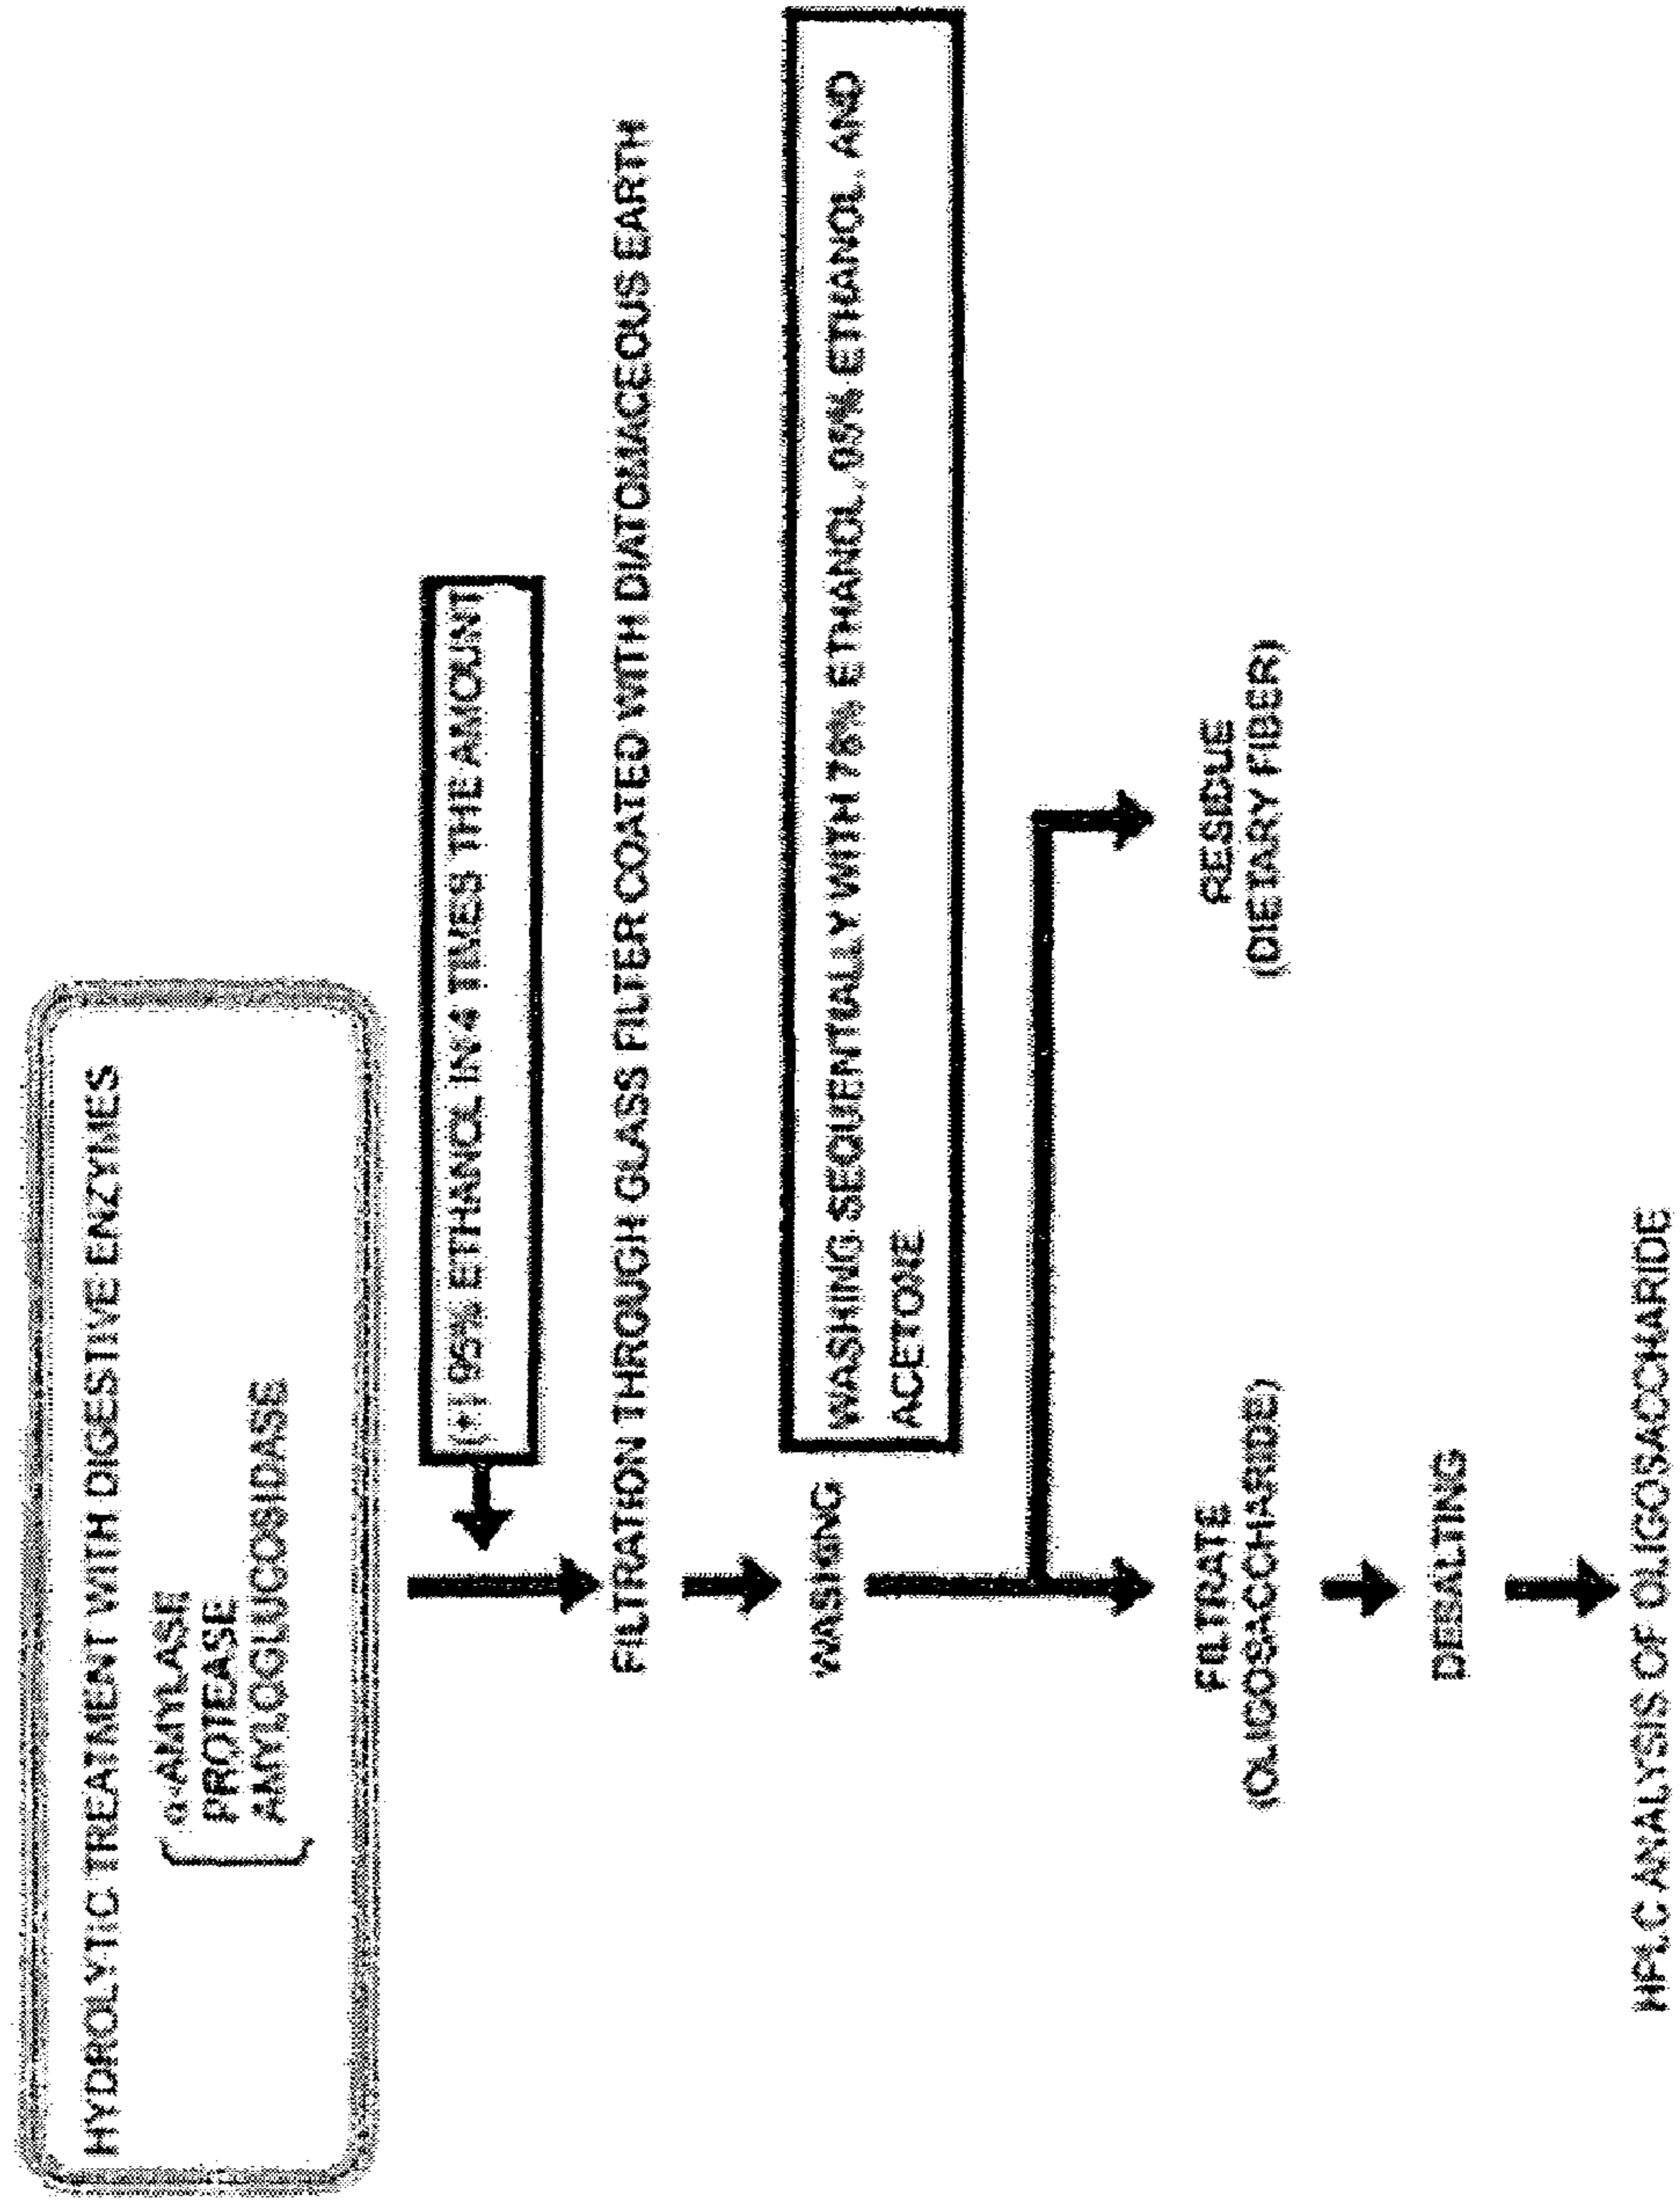 HYDROLYTIC TREATMENT WITH DIGESTIVE ENZYMES
α-AMYLASE
PROTEASE
AMYLOGLUCOSIDASE
(+) 95% ETHANOL IN 4 TIMES THE AMOUNT
FILTRATION THROUGH GLASS FILTER COATED WITH DIATOMACEOUS EARTH
WASIGNG
WASHING SEQUENTIALLY WITH 78% ETHANOL, 95% ETHANOL, AND
ACETONE
FILTRATE
(OLIGOSACCHARIDE)
RESIDUE
(DIETARY FIBER)
DESALTING
HPLC ANALYSIS OF OLIGOSACCHARIDE